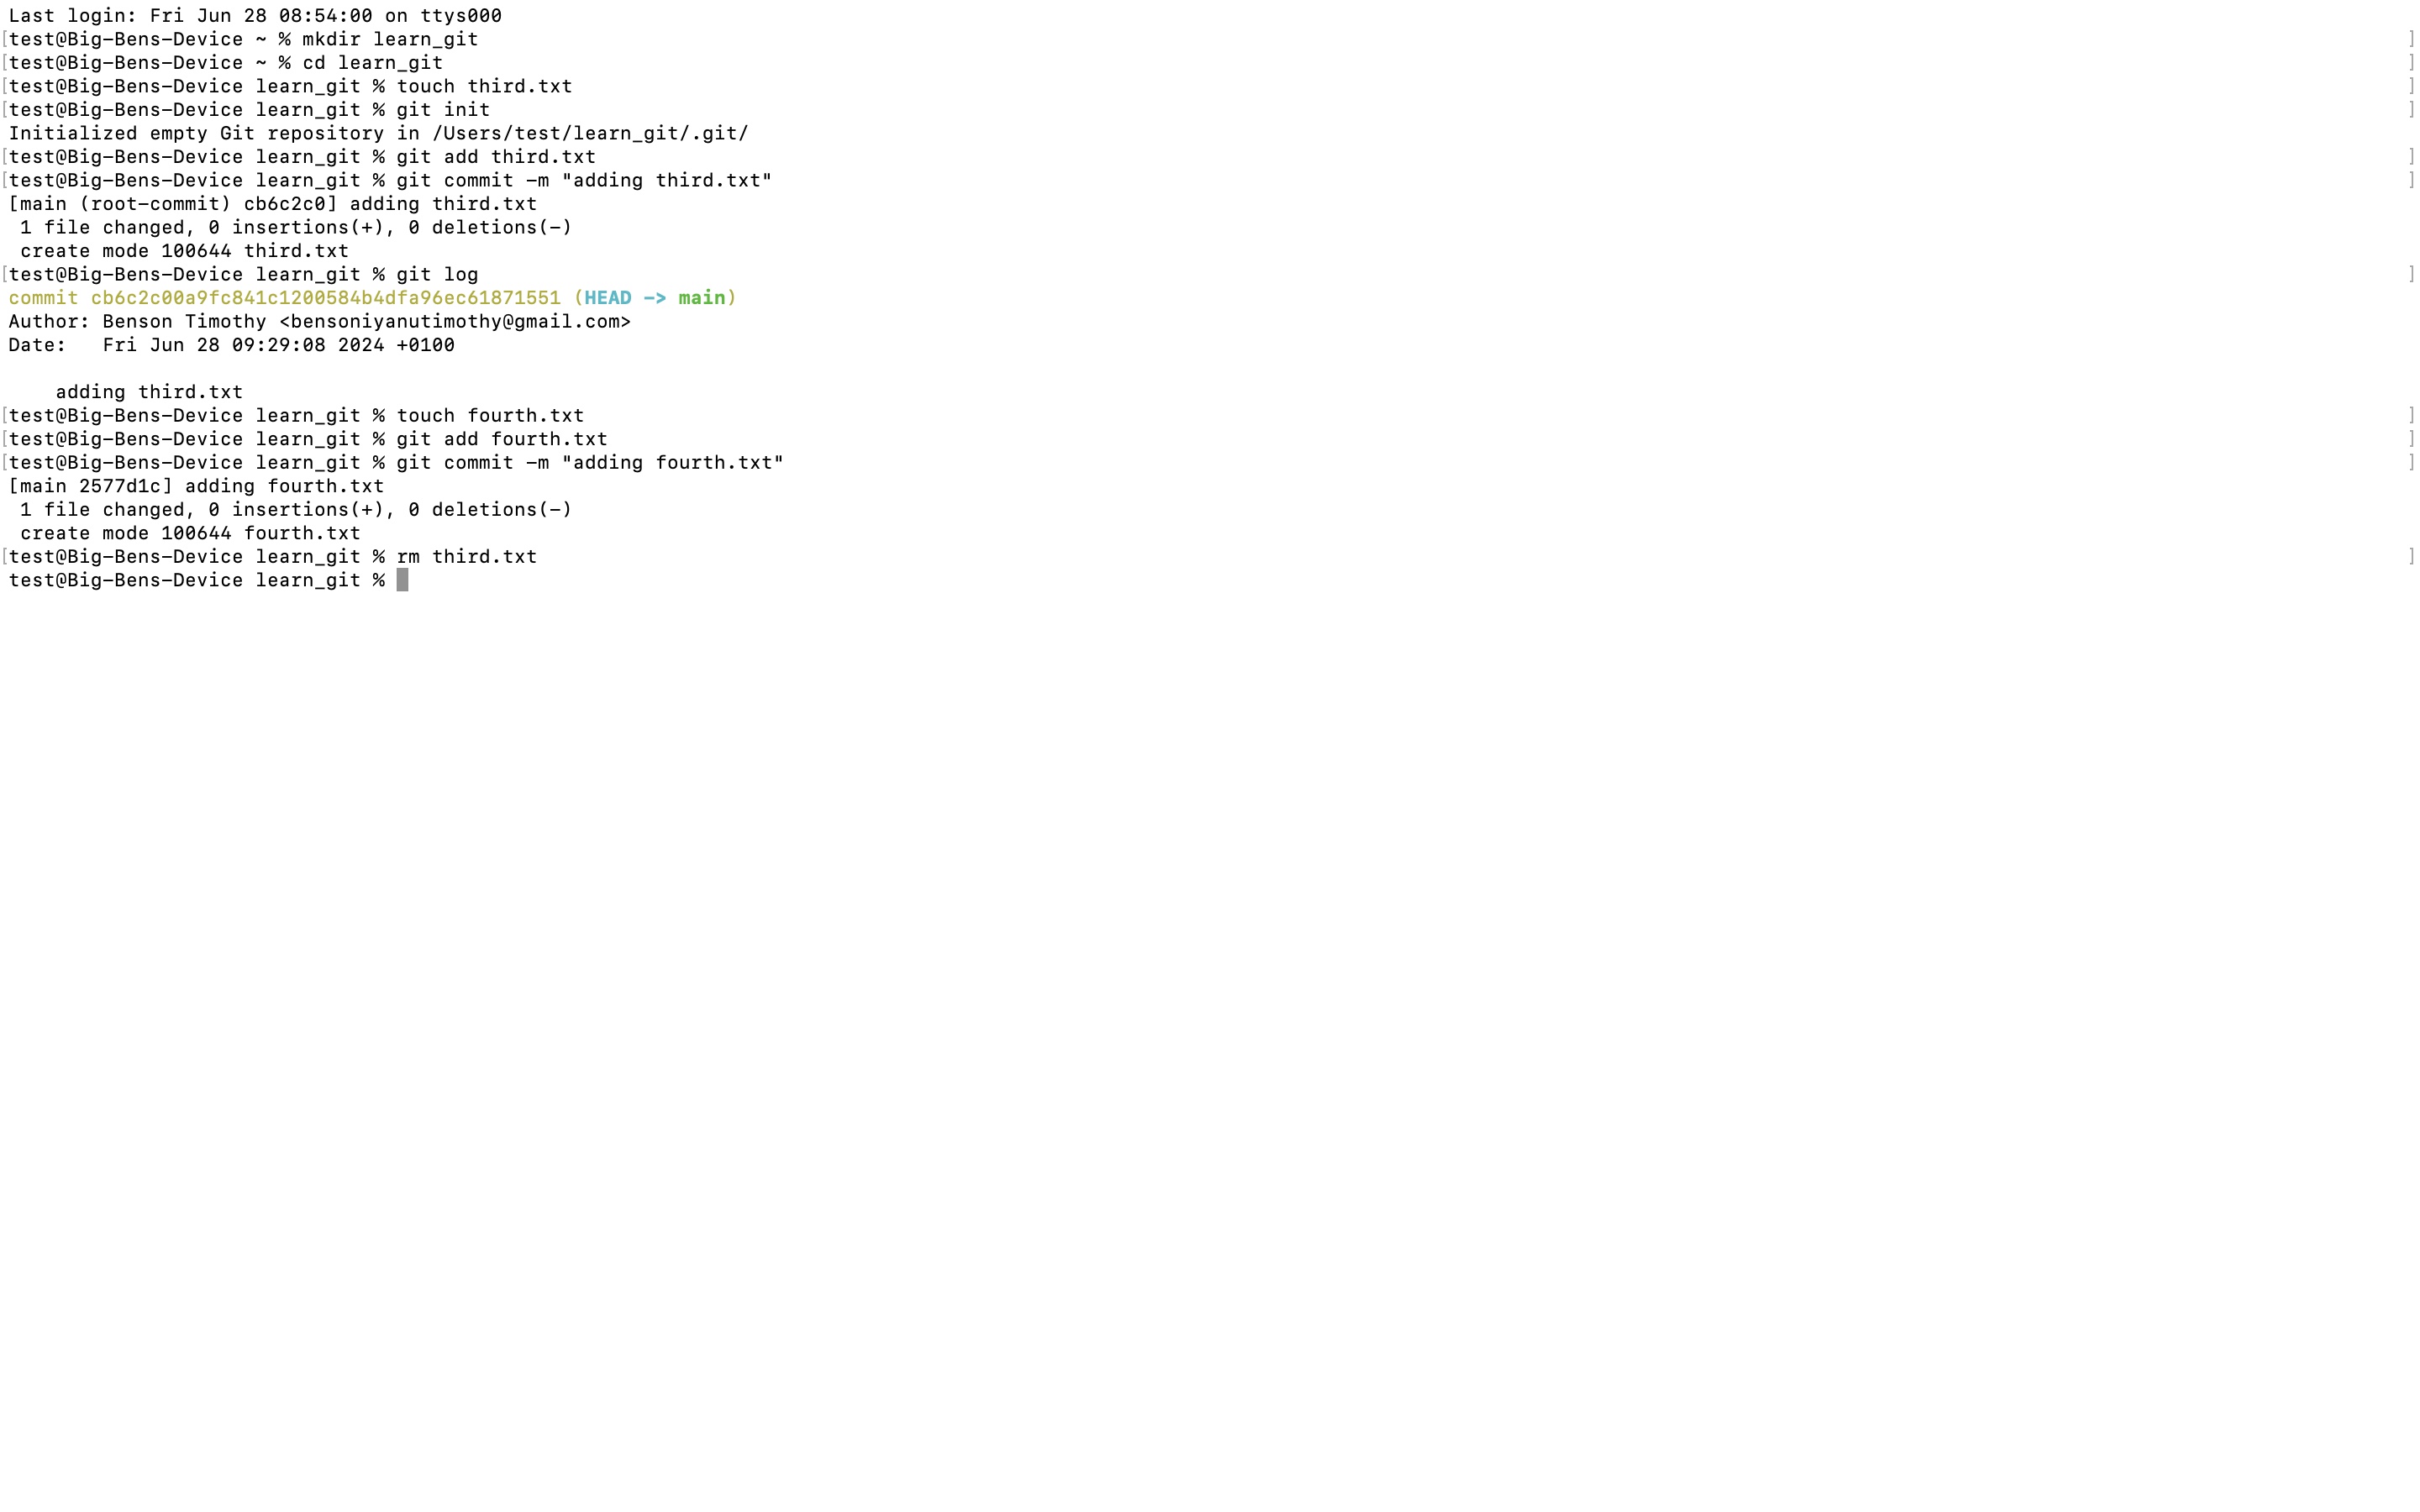 Last login: Fri Jun 28 08:54:00 on ttys000
[test@Big-Bens-Device ~ % mkdir learn_git ]
[test@Big-Bens-Device ~ % cd learn_git ]
[test@Big-Bens-Device learn_git % touch third.txt ]
[test@Big-Bens-Device learn_git % git init ]
Initialized empty Git repository in /Users/test/learn_git/.git/
[test@Big-Bens-Device learn_git % git add third.txt ]
[test@Big-Bens-Device learn_git % git commit -m "adding third.txt" ]
[main (root-commit) cb6c2c0] adding third.txt
 1 file changed, 0 insertions(+), 0 deletions(-)
 create mode 100644 third.txt
[test@Big-Bens-Device learn_git % git log ]
commit cb6c2c00a9fc841c1200584b4dfa96ec61871551 (HEAD -> main)
Author: Benson Timothy <bensoniyanutimothy@gmail.com>
Date:   Fri Jun 28 09:29:08 2024 +0100

    adding third.txt
[test@Big-Bens-Device learn_git % touch fourth.txt ]
[test@Big-Bens-Device learn_git % git add fourth.txt ]
[test@Big-Bens-Device learn_git % git commit -m "adding fourth.txt" ]
[main 2577d1c] adding fourth.txt
 1 file changed, 0 insertions(+), 0 deletions(-)
 create mode 100644 fourth.txt
[test@Big-Bens-Device learn_git % rm third.txt ]
test@Big-Bens-Device learn_git %